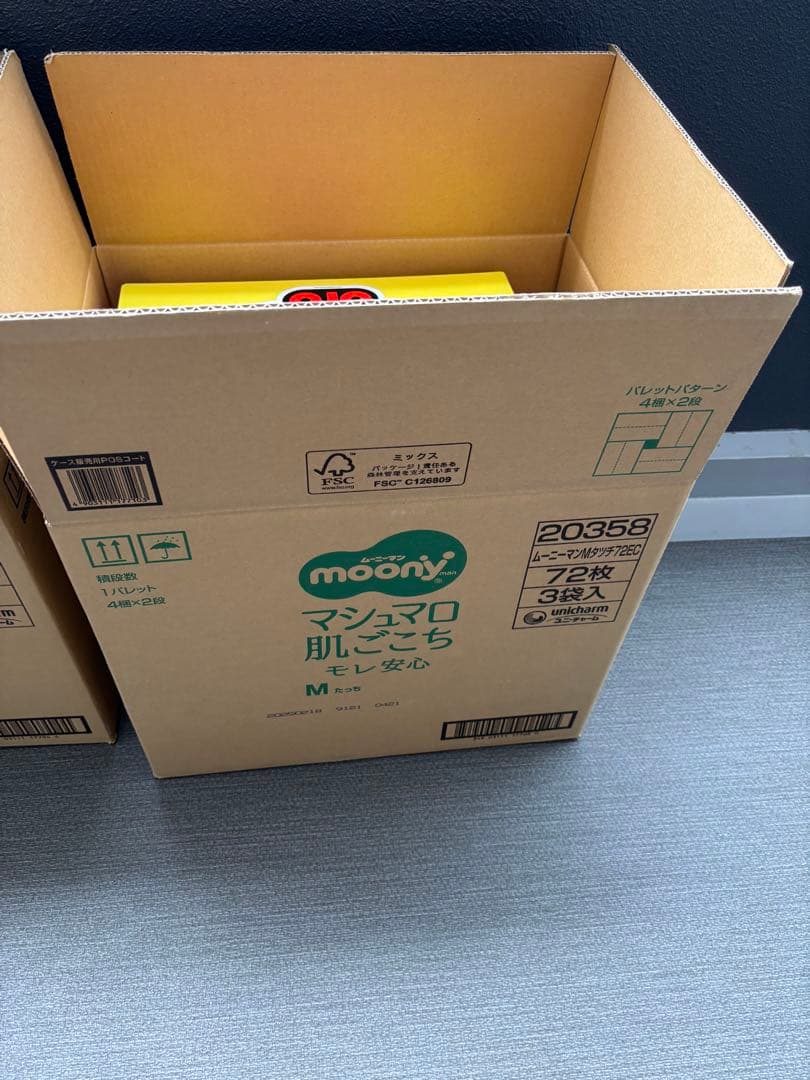 パレットパターン
4梱×2段
ケース販売用POSコード
FSC
www.fsc.org
ミックス
パッケージ｜責任ある
森林管理を支えています
FSC™ C126809
積段数
1パレット
4梱×2段
ムーニーマン
moony
man
マシュマロ
肌ごこち
モレ安心
M たっち
20250218 9121 0421
20358
ムーニーマンMタッチ72EC
72枚
3袋入
unicharm
ユニ・チャーム